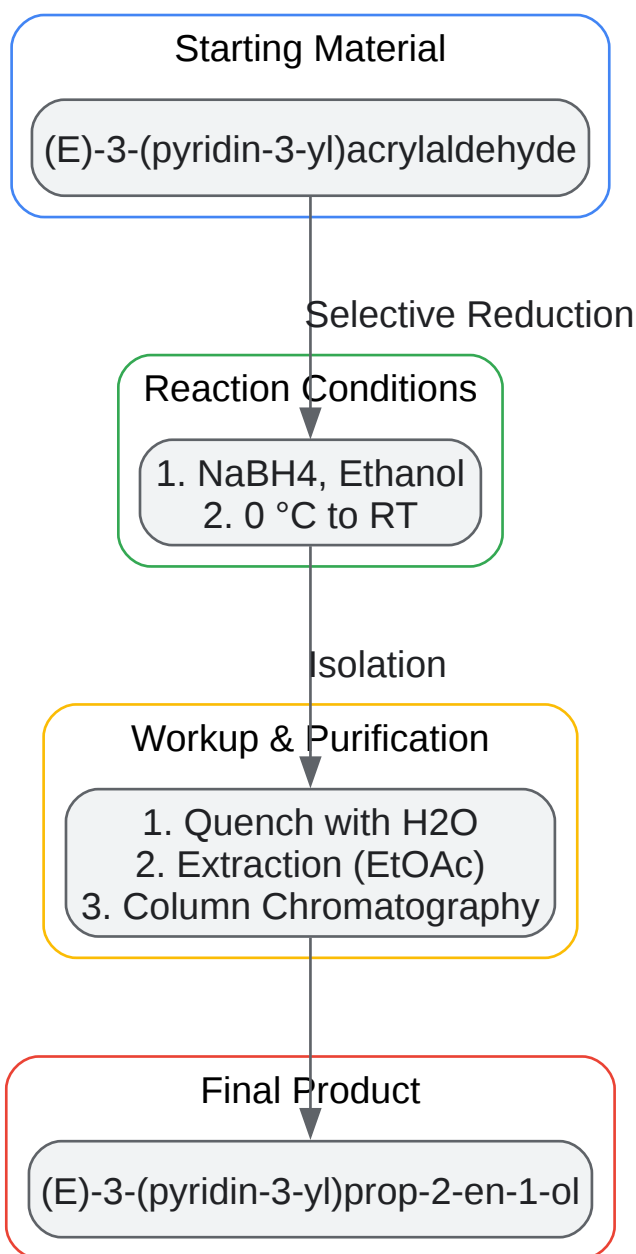 Starting Material
(E)-3-(pyridin-3-yl)acrylaldehyde
Selective Reduction
Reaction Conditions
1. NaBH4, Ethanol
2. 0 °C to RT
Isolation
Workup & Purification
1. Quench with H2O
2. Extraction (EtOAc)
3. Column Chromatography
Final Product
(E)-3-(pyridin-3-yl)prop-2-en-1-ol